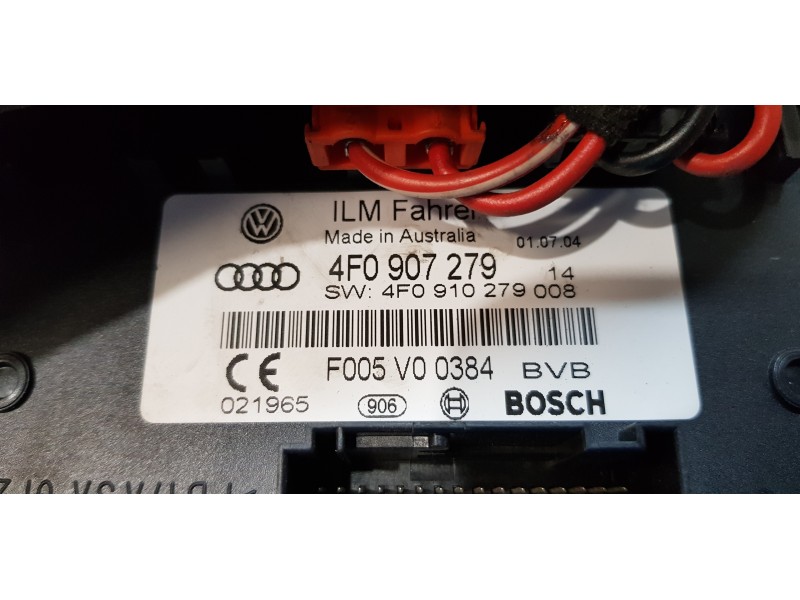 ILM Fahrer
Made in Australia 01.07.04
4F0 907 279 14
SW: 4F0 910 279 008
CE F005 V0 0384 BVB
021965 906 BOSCH